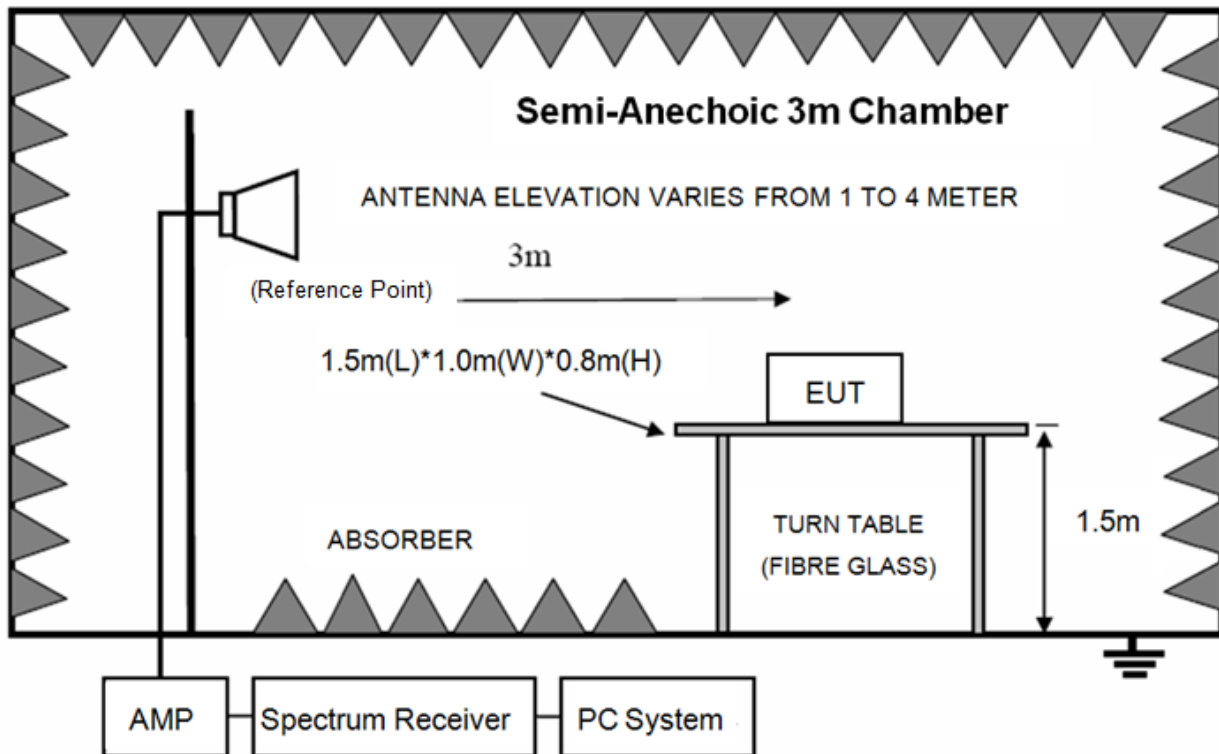 Semi-Anechoic 3m Chamber
ANTENNA ELEVATION VARIES FROM 1 TO 4 METER
3m
(Reference Point)
1.5m(L)*1.0m(W)*0.8m(H)
EUT
1.5m
TURN TABLE
(FIBRE GLASS)
ABSORBER
AMP
Spectrum Receiver
PC System